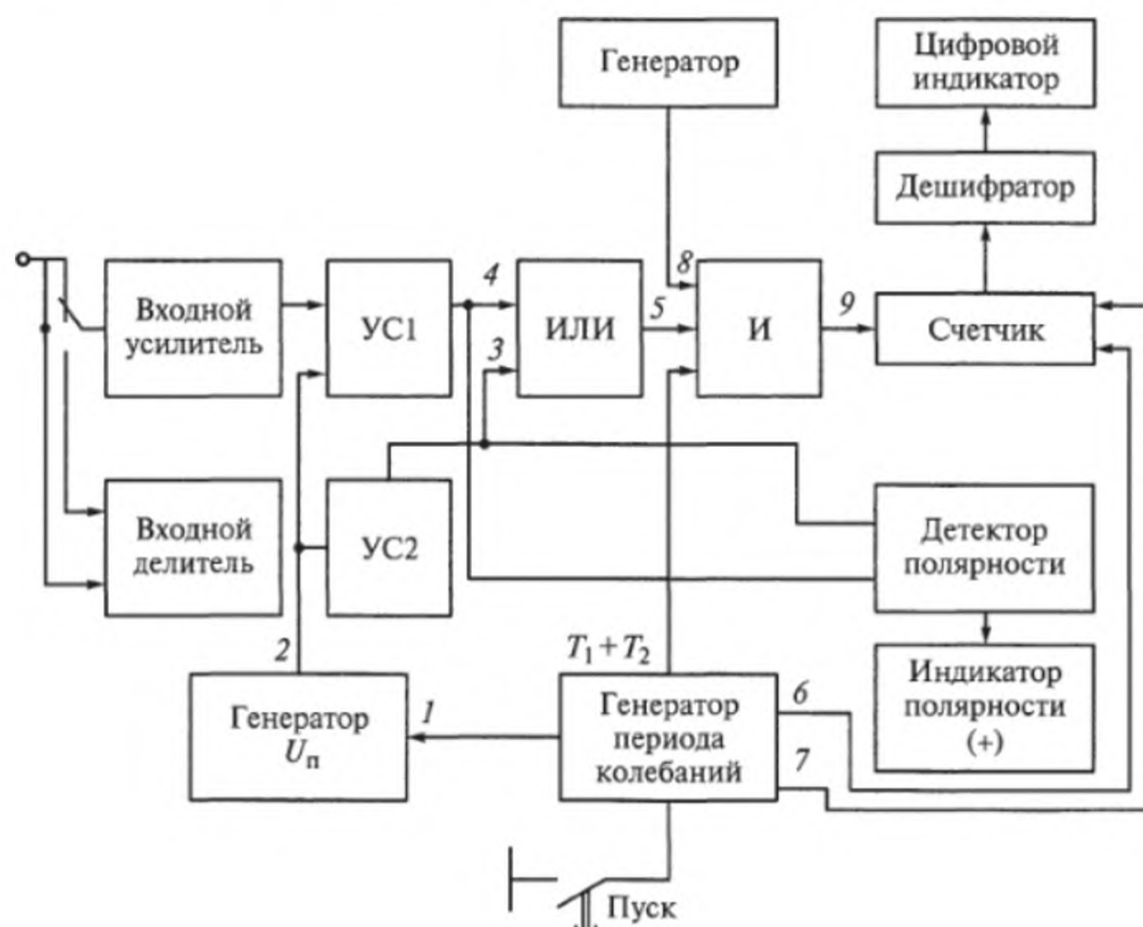 Генератор
Цифровой
индикатор
Дешифратор
Входной
усилитель
УС1
4
3
ИЛИ
5
8
И
9
Счетчик
Входной
делитель
УС2
Детектор
полярности
2
T₁ + T₂
Генератор
Uп
1
Генератор
периода
колебаний
6
7
Индикатор
полярности
(+)
Пуск